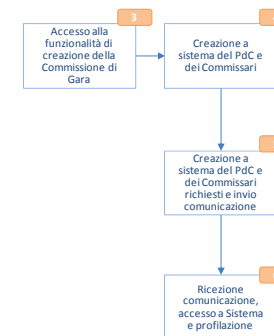 3
Accesso alla
funzionalità di
creazione della
Commissione di
Gara
Creazione a
sistema del PdC e
dei Commissari
Creazione a
sistema del PdC e
dei Commissari
richiesti e invio
comunicazione
Ricezione
comunicazione,
accesso a Sistema
e profilazione